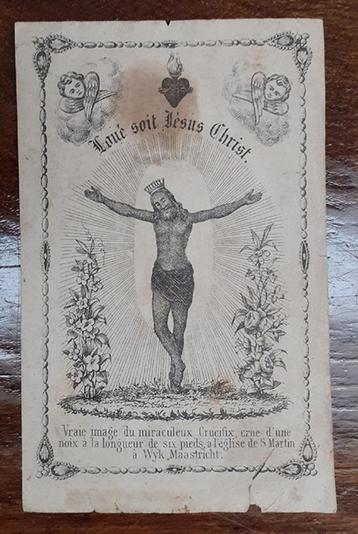 Loué soit Jésus Christ.
Vraie image du miraculeux Crucifix, crue d'une
noix à la longueur de six pieds, a l'église de S. Martin
à Wyk, Maastricht.